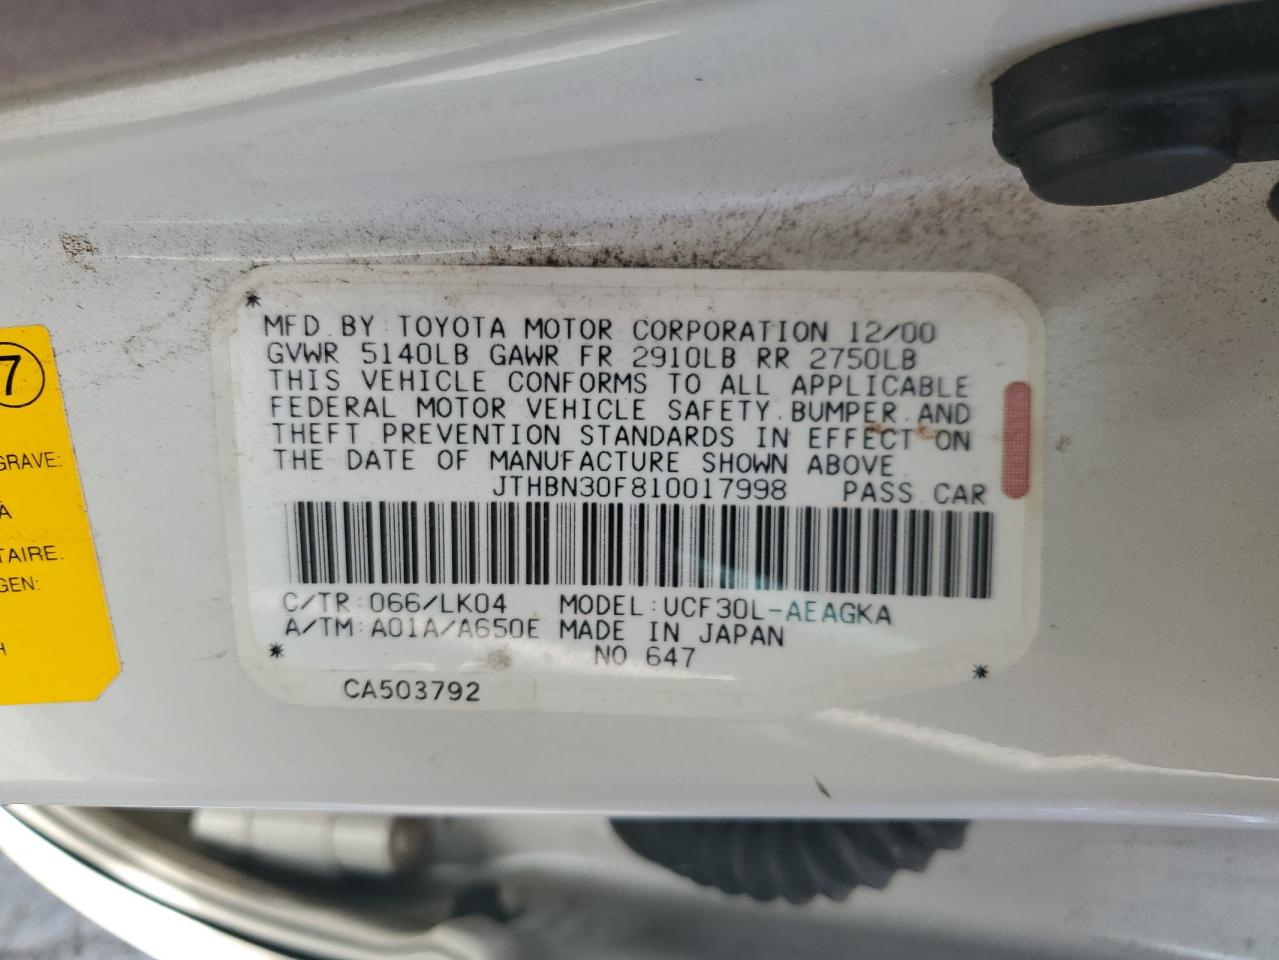 MFD. BY TOYOTA MOTOR CORPORATION 12/00
GVWR 5140LB GAWR FR 2910LB RR 2750LB
THIS VEHICLE CONFORMS TO ALL APPLICABLE
FEDERAL MOTOR VEHICLE SAFETY, BUMPER, AND
THEFT PREVENTION STANDARDS IN EFFECT ON
THE DATE OF MANUFACTURE SHOWN ABOVE.
JTHBN30F810017998 PASS. CAR
C/TR: 066/LK04 MODEL: UCF30L-AEAGKA
A/TM: A01A/A650E MADE IN JAPAN
NO. 647
CA503792
7
GRAVE:
À
TAIRE.
GEN:
H